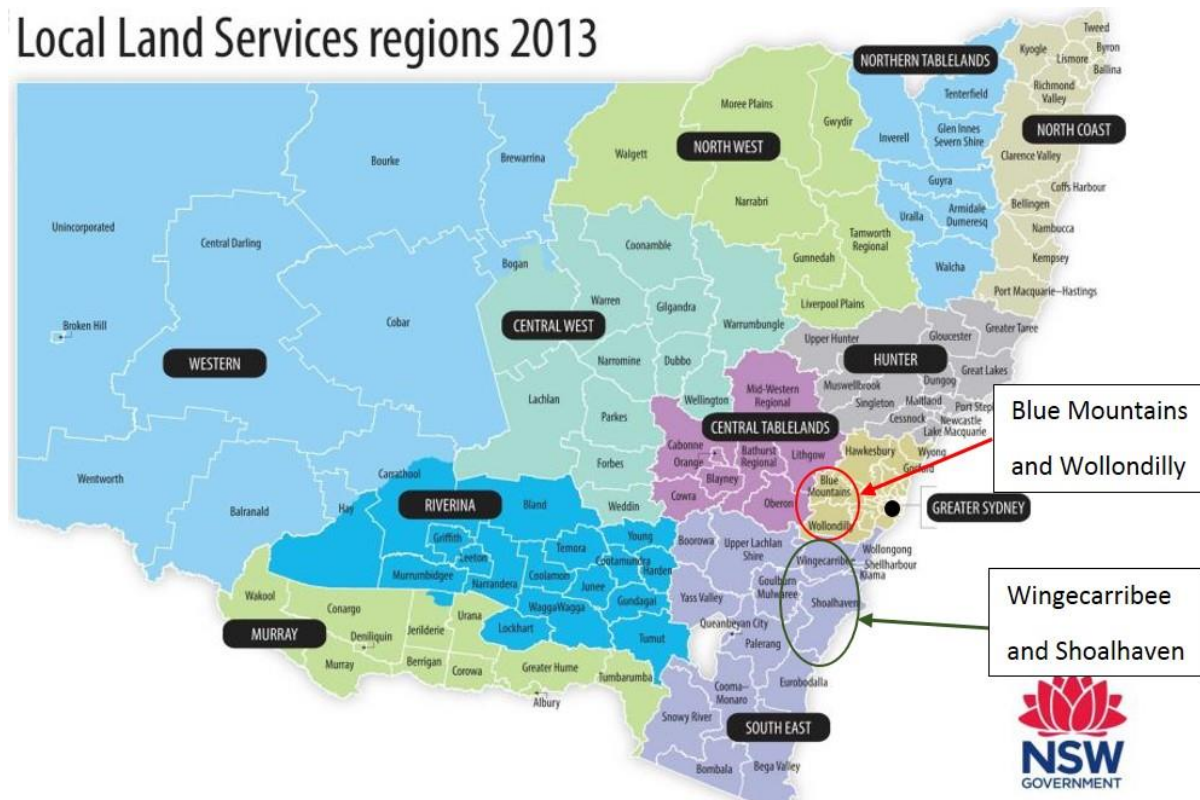 Local Land Services regions 2013
Tweed
Kyogle
Byron
Lismore
Ballina
NORTHERN TABLELANDS
Richmond
Valley
Tenterfield
Moree Plains
Gwydir
NORTH COAST
Glen Innes
Severn Shire
Inverell
NORTH WEST
Walgett
Bourke
Brewarrina
Clarence Valley
Guyra
Coffs Harbour
Narrabri
Bellingen
Uralla
Armidale
Dumeresq
Nambucca
Unincorporated
Central Darling
Coonamble
Tamworth
Regional
Gunnedah
Kempsey
Bogan
Walcha
Port Macquarie–Hastings
Warren
Gilgandra
Liverpool Plains
Broken Hill
Cobar
CENTRAL WEST
Warrumbungle
Upper Hunter
Gloucester
Greater Taree
WESTERN
Narromine
Dubbo
HUNTER
Great Lakes
Mid-Western
Regional
Muswellbrook
Dungog
Lachlan
Wellington
Singleton
Maitland
Port Step
Parkes
Cessnock
Newcastle
Lake Macquarie
CENTRAL TABLELANDS
Blue Mountains
and Wollondilly
Cabonne
Orange
Bathurst
Regional
Lithgow
Hawkesbury
Wyong
Gosford
Forbes
Blayney
Blue
Mountains
Wentworth
Carrathool
Cowra
Oberon
Hay
RIVERINA
Bland
Weddin
GREATER SYDNEY
Balranald
Wollondilly
Griffith
Leeton
Temora
Young
Cootamundra
Harden
Boorowa
Upper Lachlan
Shire
Wingecarribee
Wollongong
Shellharbour
Kiama
Murrumbidgee
Narrandera
Coolamon
Junee
Goulburn
Mulwaree
Wakool
Conargo
WaggaWagga
Gundagai
Yass Valley
Shoalhaven
Wingecarribee
and Shoalhaven
Urana
Lockhart
Queanbeyan City
MURRAY
Deniliquin
Jerilderie
Tumut
Palerang
Murray
Berrigan
Corowa
Greater Hume
Tumbarumba
Eurobodalla
Albury
Cooma–
Monaro
Snowy River
SOUTH EAST
Bombala
Bega Valley
NSW
GOVERNMENT